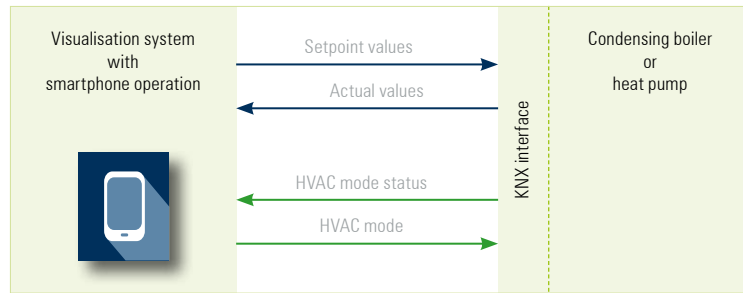 Visualisation system
with
smartphone operation
Setpoint values
Actual values
HVAC mode status
HVAC mode
KNX interface
Condensing boiler
or
heat pump